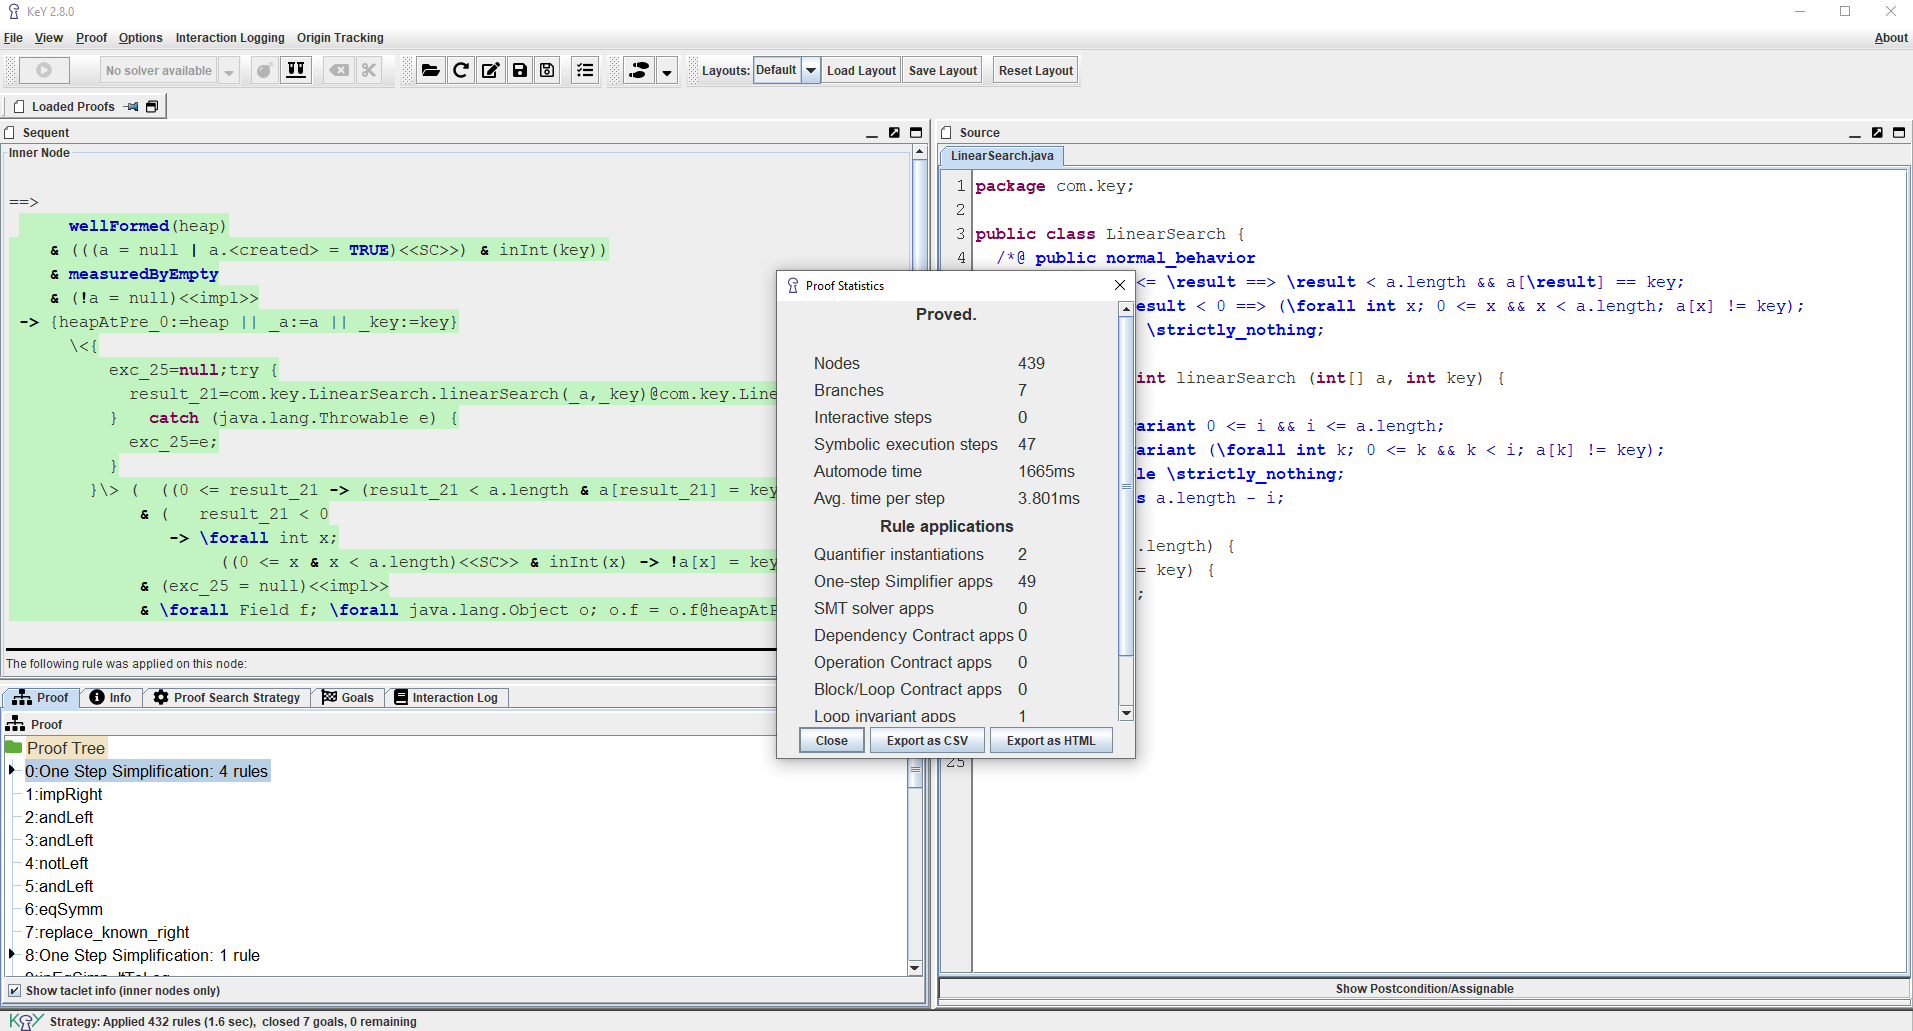 KeY 2.8.0
File View Proof Options Interaction Logging Origin Tracking About
No solver available Layouts: Default Load Layout Save Layout Reset Layout
Loaded Proofs
Sequent
Inner Node
==>
wellFormed(heap)
& (((a = null | a.<created> = TRUE)<<SC>>) & inInt(key))
& measuredByEmpty
& (!a = null)<<impl>>
-> {heapAtPre_0:=heap || _a:=a || _key:=key}
\<{
exc_25=null;try {
result_21=com.key.LinearSearch.linearSearch(_a,_key)@com.key.Line
} catch (java.lang.Throwable e) {
exc_25=e;
}
}\> ( ((0 <= result_21 -> (result_21 < a.length & a[result_21] = key
& ( result_21 < 0
-> \forall int x;
((0 <= x & x < a.length)<<SC>> & inInt(x) -> !a[x] = key
& (exc_25 = null)<<impl>>
& \forall Field f; \forall java.lang.Object o; o.f = o.f@heapAtP
The following rule was applied on this node:
Proof Info Proof Search Strategy Goals Interaction Log
Proof
Proof Tree
0:One Step Simplification: 4 rules
1:impRight
2:andLeft
3:andLeft
4:notLeft
5:andLeft
6:eqSymm
7:replace_known_right
8:One Step Simplification: 1 rule
Show taclet info (inner nodes only)
Strategy: Applied 432 rules (1.6 sec), closed 7 goals, 0 remaining
Proof Statistics
Proved.
Nodes 439
Branches 7
Interactive steps 0
Symbolic execution steps 47
Automode time 1665ms
Avg. time per step 3.801ms
Rule applications
Quantifier instantiations 2
One-step Simplifier apps 49
SMT solver apps 0
Dependency Contract apps 0
Operation Contract apps 0
Block/Loop Contract apps 0
Loop invariant apps 1
Close Export as CSV Export as HTML
Source
LinearSearch.java
1 package com.key;
2
3 public class LinearSearch {
4 /*@ public normal_behavior
<= \result ==> \result < a.length && a[\result] == key;
esult < 0 ==> (\forall int x; 0 <= x && x < a.length; a[x] != key);
\strictly_nothing;
int linearSearch (int[] a, int key) {
ariant 0 <= i && i <= a.length;
ariant (\forall int k; 0 <= k && k < i; a[k] != key);
le \strictly_nothing;
s a.length - i;
.length) {
= key) {
;
25
Show Postcondition/Assignable
KeY